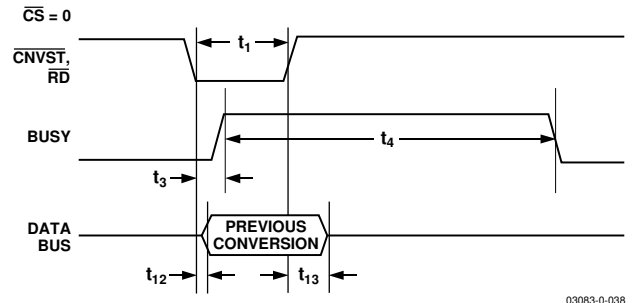 CS = 0
CNVST,
RD
t1
BUSY
t4
t3
DATA
BUS
PREVIOUS
CONVERSION
t12
t13
03083-0-038